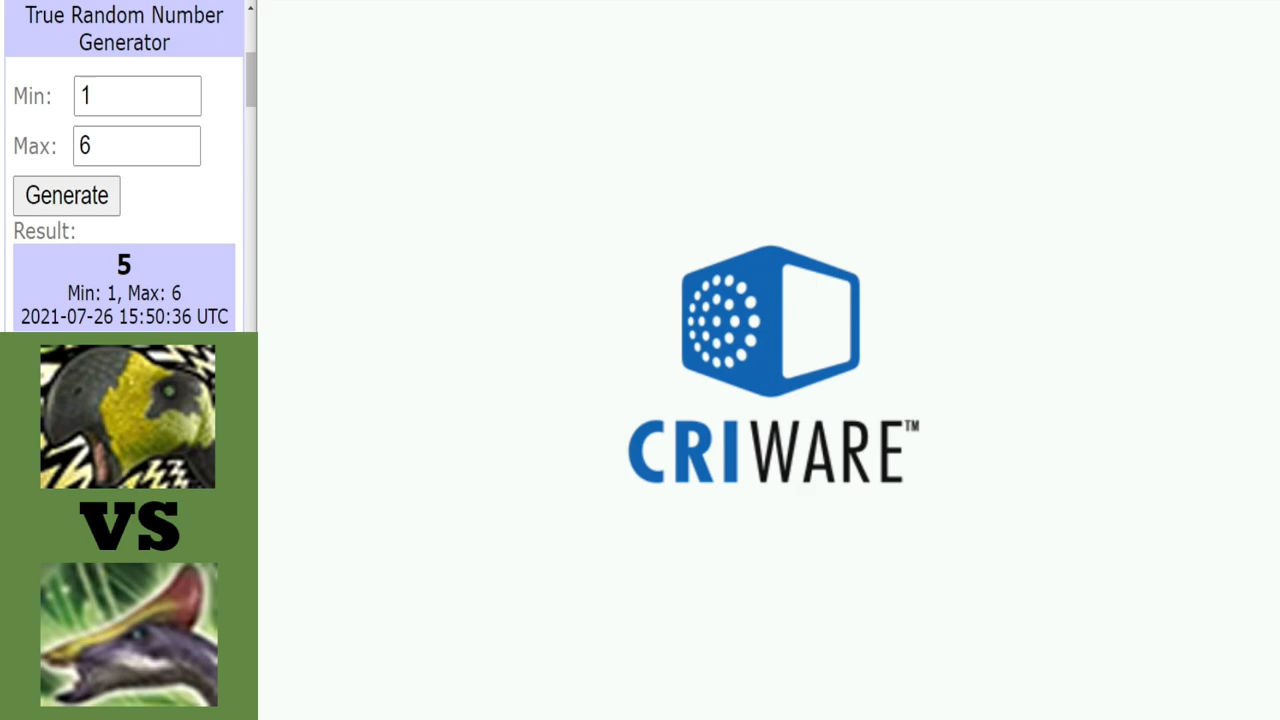 True Random Number
Generator
Min: 1
Max: 6
Generate
Result:
5
Min: 1, Max: 6
2021-07-26 15:50:36 UTC
VS
CRIWARE™